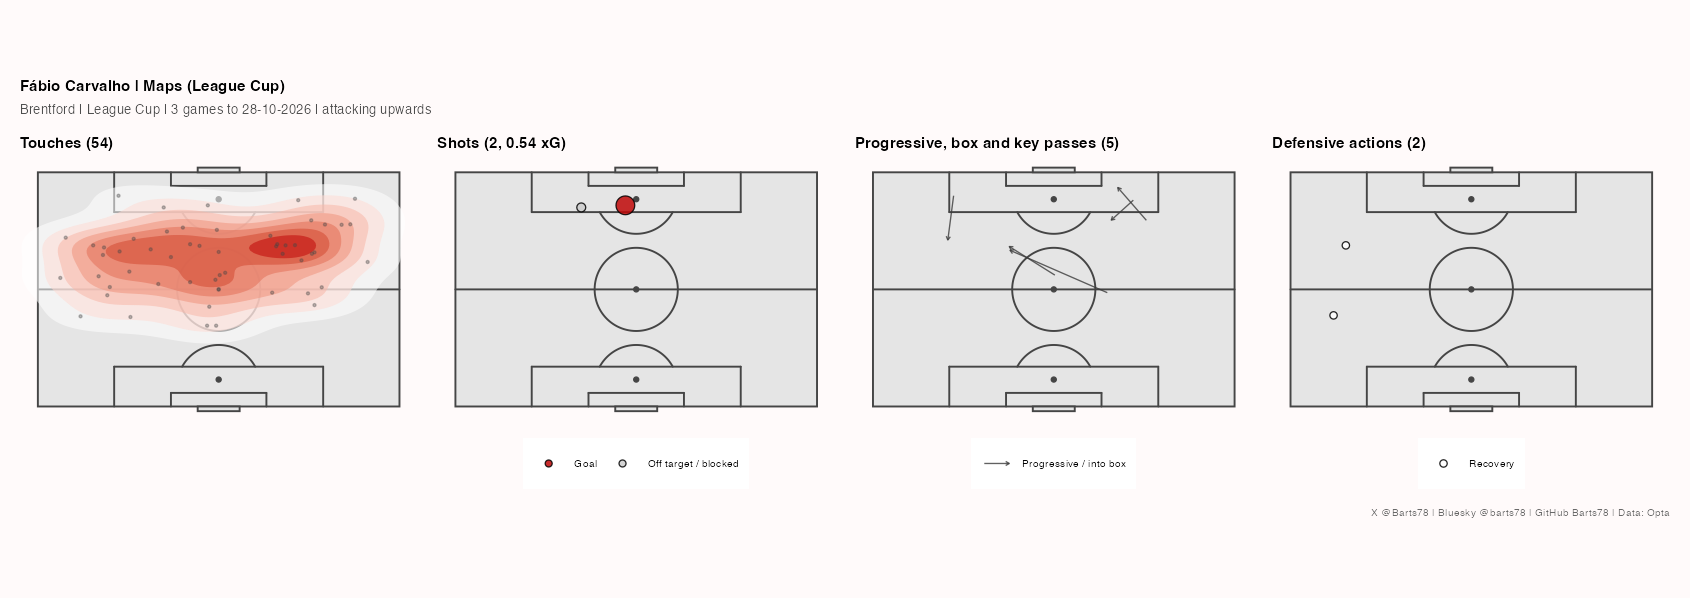 Fábio Carvalho | Maps (League Cup)
Brentford | League Cup | 3 games to 28-10-2026 | attacking upwards
Touches (54)
Shots (2, 0.54 xG)
Progressive, box and key passes (5)
Defensive actions (2)
Goal
Off target / blocked
Progressive / into box
Recovery
X @Barts78 | Bluesky @barts78 | GitHub Barts78 | Data: Opta